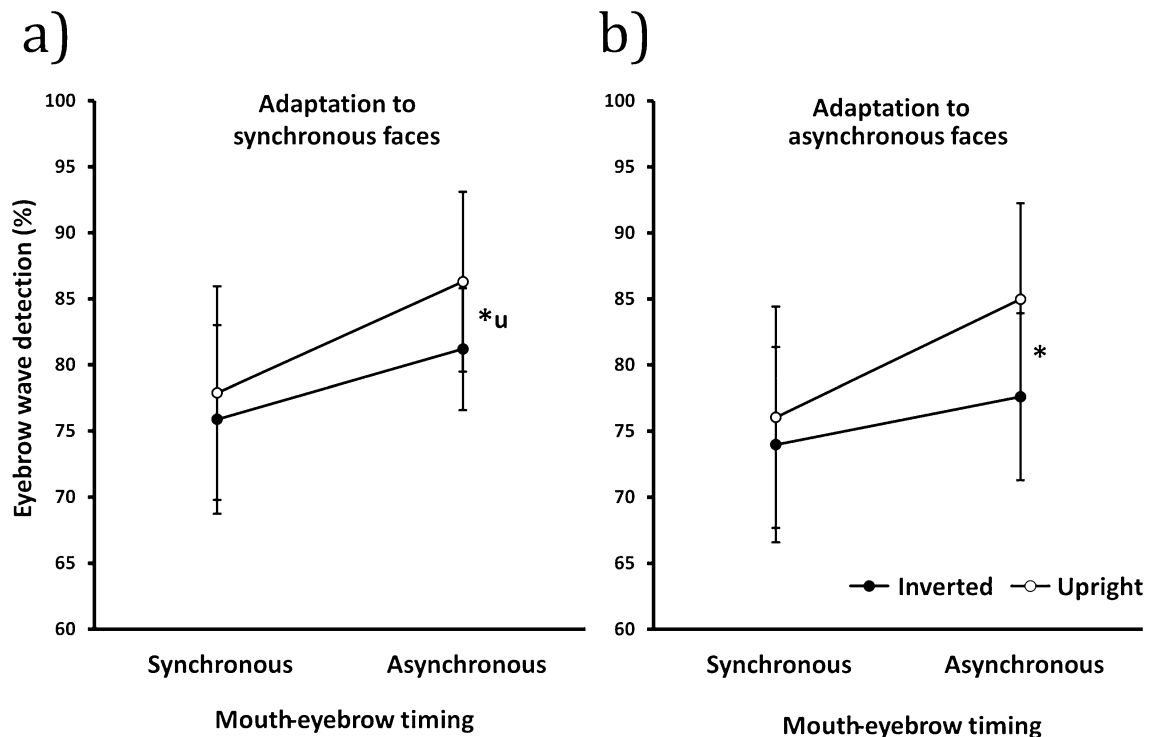 a)
Adaptation to
synchronous faces
Eyebrow wave detection (%)
100
95
90
85
80
75
70
65
60
*u
Synchronous
Asynchronous
Mouth-eyebrow timing
b)
Adaptation to
asynchronous faces
100
95
90
85
80
75
70
65
60
*
Inverted
Upright
Synchronous
Asynchronous
Mouth-eyebrow timing